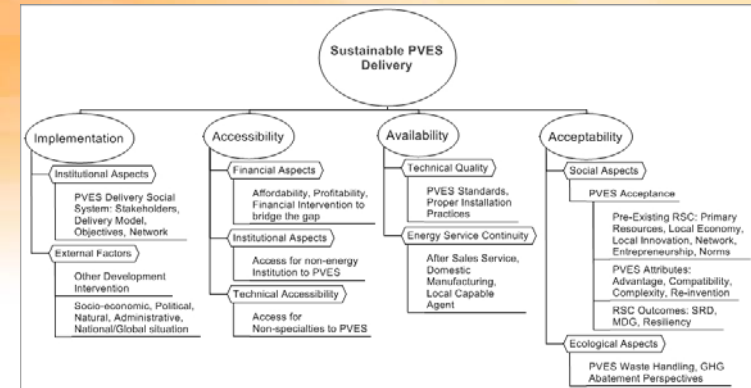 Sustainable PVES
Delivery
Implementation
Institutional Aspects
PVES Delivery Social
System: Stakeholders,
Delivery Model,
Objectives, Network
External Factors
Other Development
Intervention
Socio-economic, Political,
Natural, Administrative,
National/Global situation
Accessibility
Financial Aspects
Affordability, Profitability,
Financial Intervention to
bridge the gap
Institutional Aspects
Access for non-energy
Institution to PVES
Technical Accessibility
Access for
Non-specialties to PVES
Availability
Technical Quality
PVES Standards,
Proper Installation
Practices
Energy Service Continuity
After Sales Service,
Domestic
Manufacturing,
Local Capable
Agent
Acceptability
Social Aspects
PVES Acceptance
Pre-Existing RSC: Primary
Resources, Local Economy,
Local Innovation, Network,
Entrepreneurship, Norms
PVES Attributes:
Advantage, Compatibility,
Complexity, Re-invention
RSC Outcomes: SRD,
MDG, Resiliency
Ecological Aspects
PVES Waste Handling, GHG
Abatement Perspectives